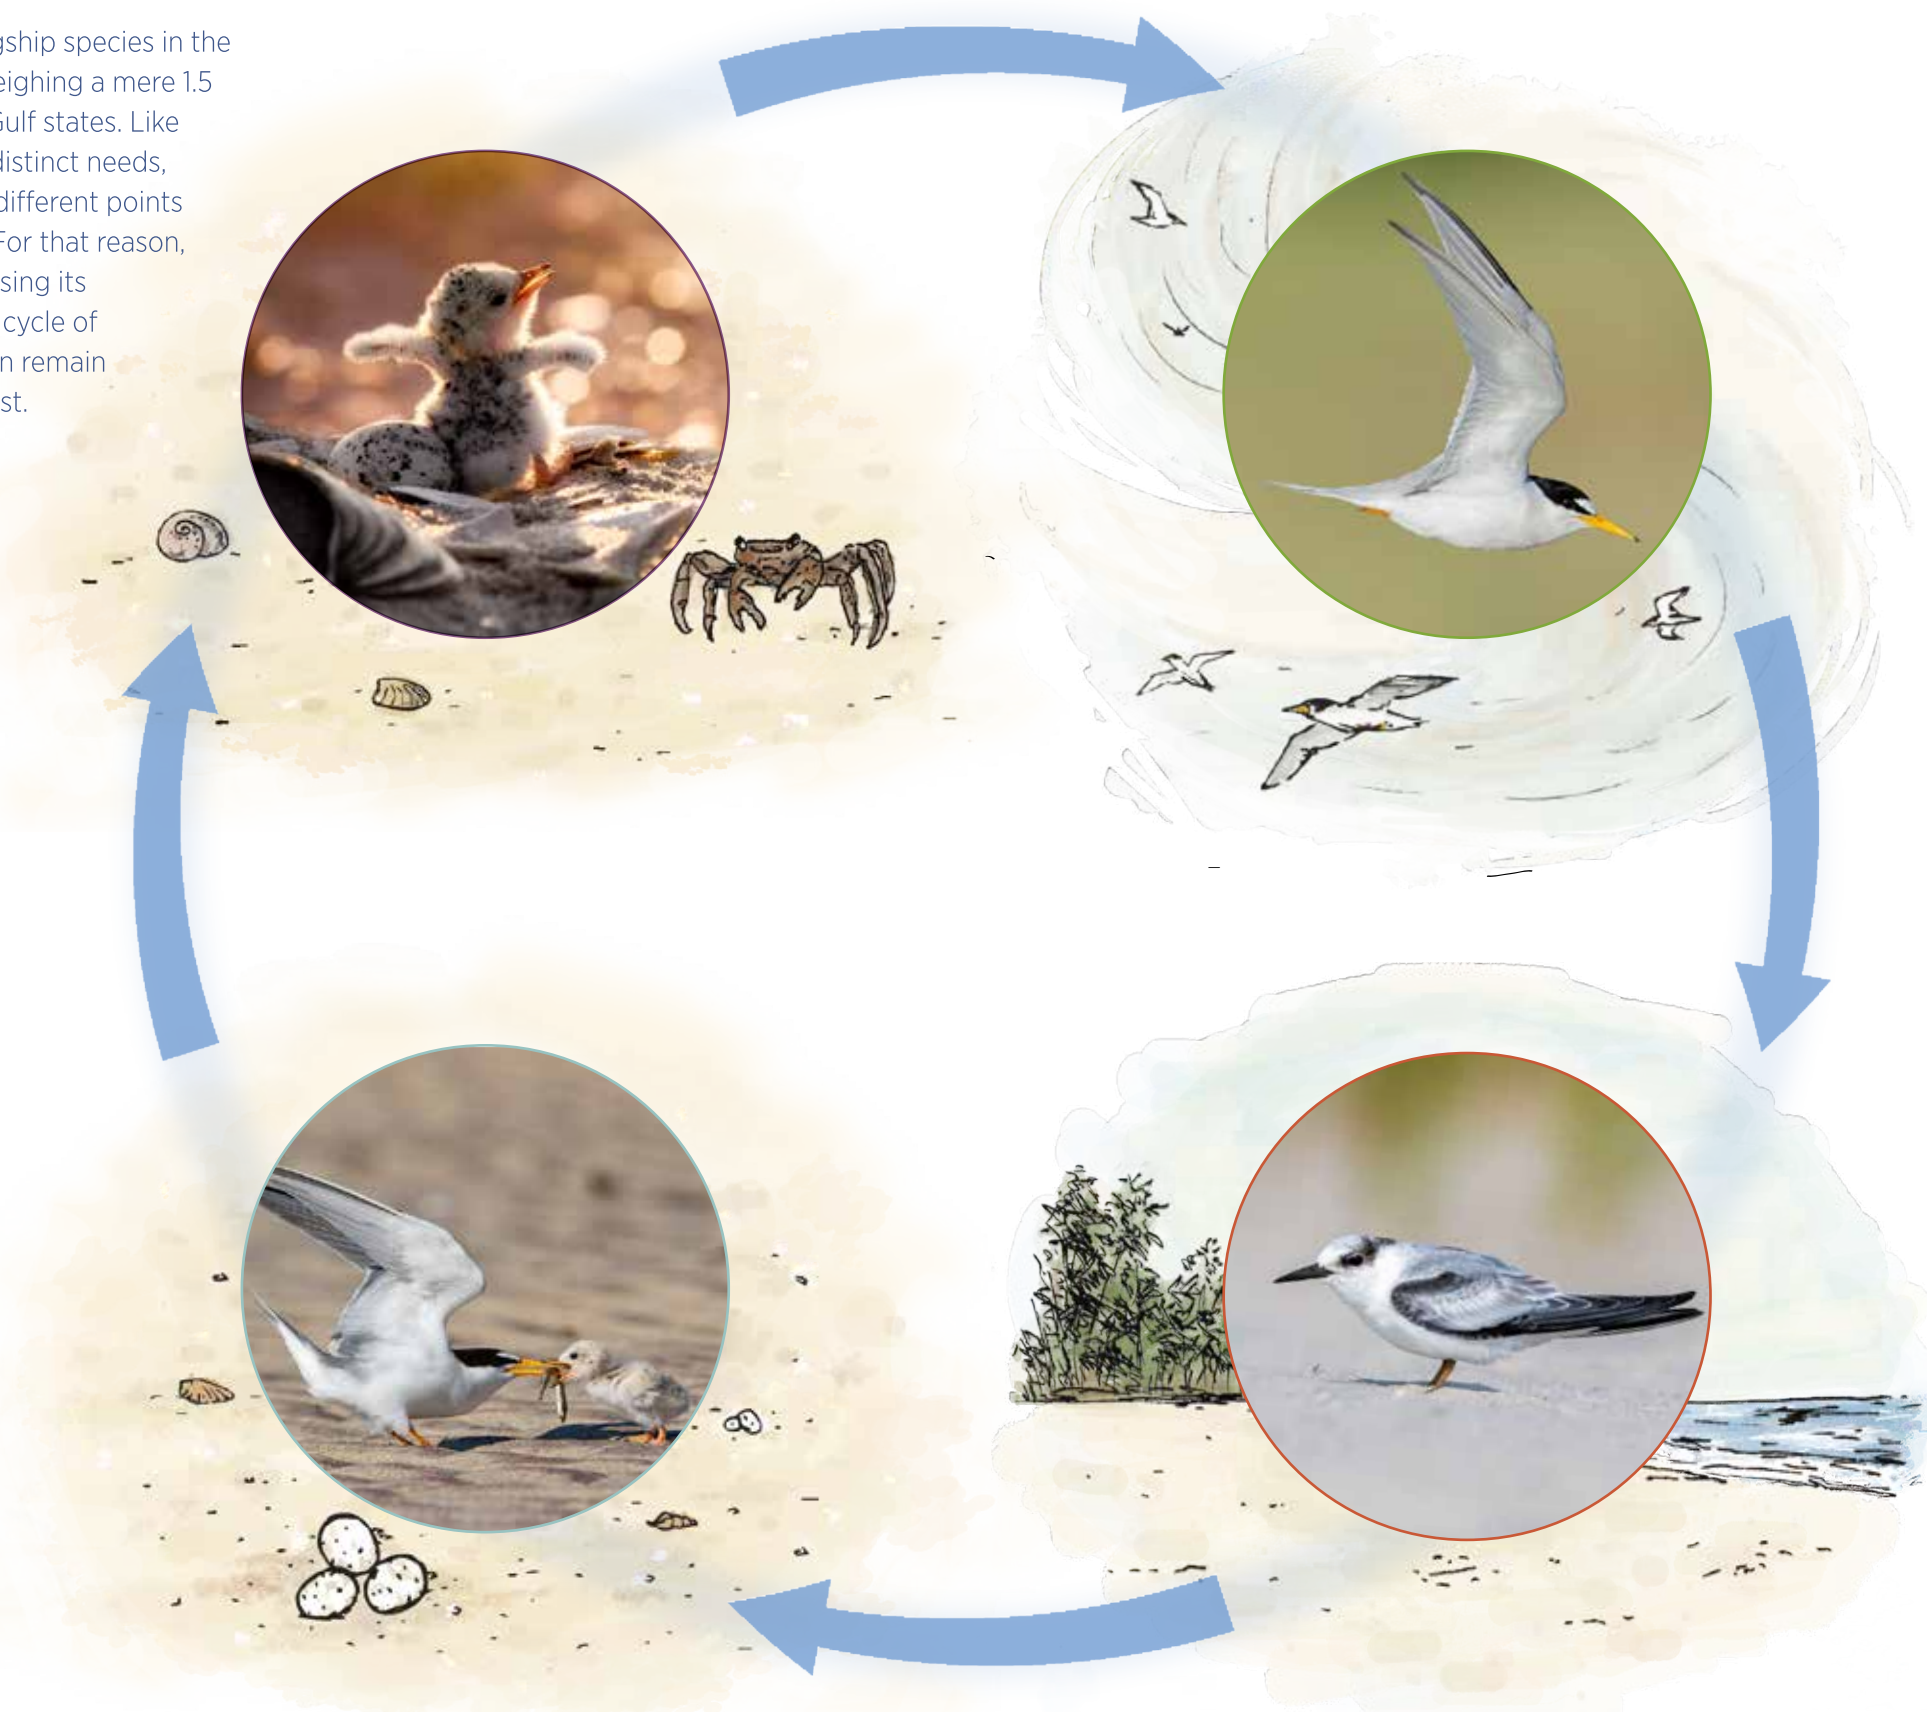 gship species in the
eighing a mere 1.5
Gulf states. Like
distinct needs,
different points
For that reason,
sing its
cycle of
n remain
st.